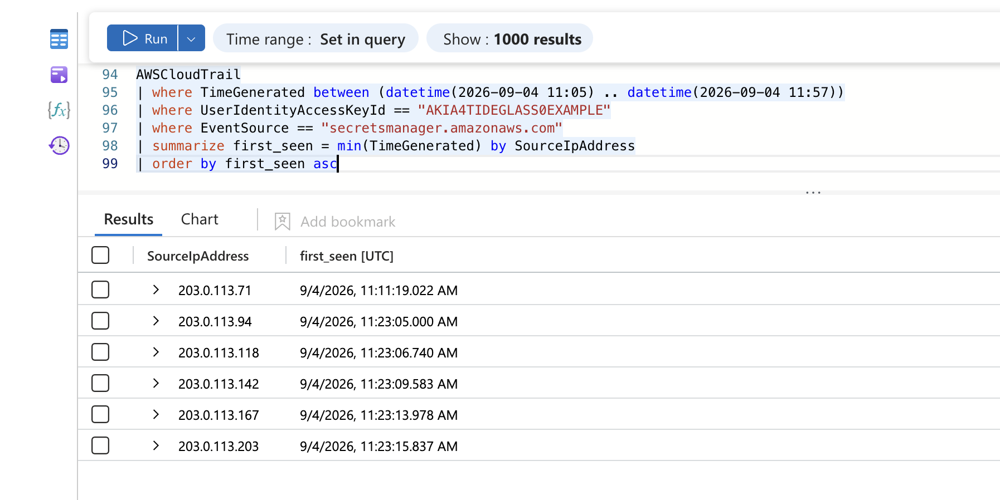 Run
Time range : Set in query
Show : 1000 results
94 AWSCloudTrail
95 | where TimeGenerated between (datetime(2026-09-04 11:05) .. datetime(2026-09-04 11:57))
96 | where UserIdentityAccessKeyId == "AKIA4TIDEGLASS0EXAMPLE"
97 | where EventSource == "secretsmanager.amazonaws.com"
98 | summarize first_seen = min(TimeGenerated) by SourceIpAddress
99 | order by first_seen asc
Results Chart Add bookmark
SourceIpAddress first_seen [UTC]
203.0.113.71 9/4/2026, 11:11:19.022 AM
203.0.113.94 9/4/2026, 11:23:05.000 AM
203.0.113.118 9/4/2026, 11:23:06.740 AM
203.0.113.142 9/4/2026, 11:23:09.583 AM
203.0.113.167 9/4/2026, 11:23:13.978 AM
203.0.113.203 9/4/2026, 11:23:15.837 AM